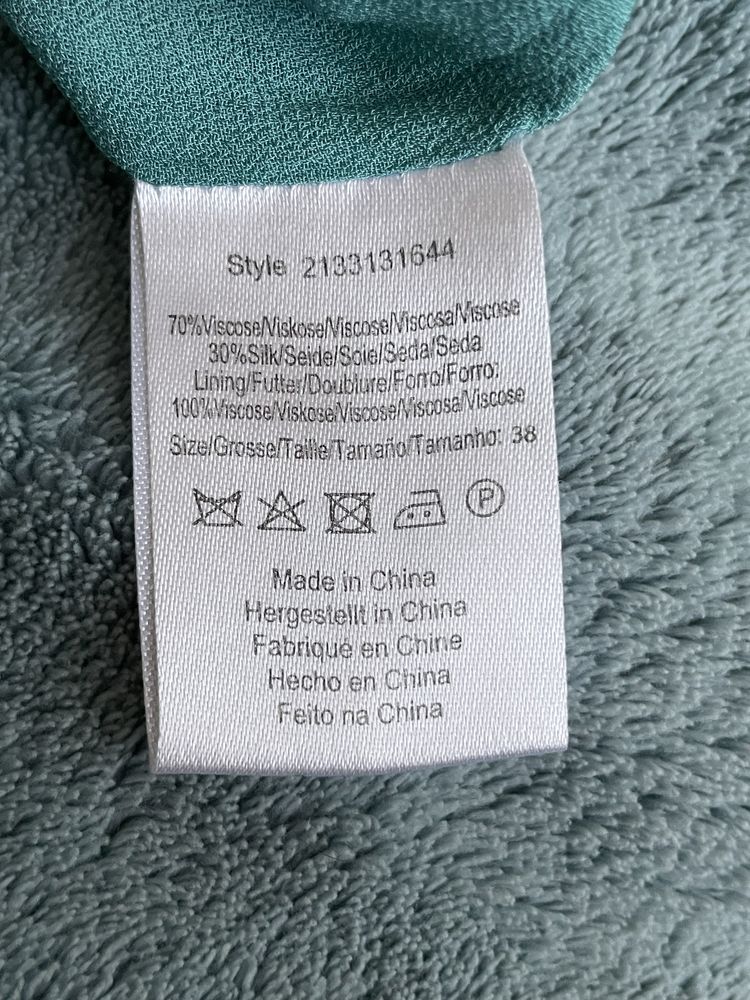 Style 2133131644
70%Viscose/Viskose/Viscose/Viscosa/Viscose
30%Silk/Seide/Soie/Seda/Seda
Lining/Futter/Doublure/Forro/Forro:
100%Viscose/Viskose/Viscose/Viscosa/Viscose
Size/Grosse/Taille/Tamaño/Tamanho: 38
P
Made in China
Hergestellt in China
Fabriqué en Chine
Hecho en China
Feito na China